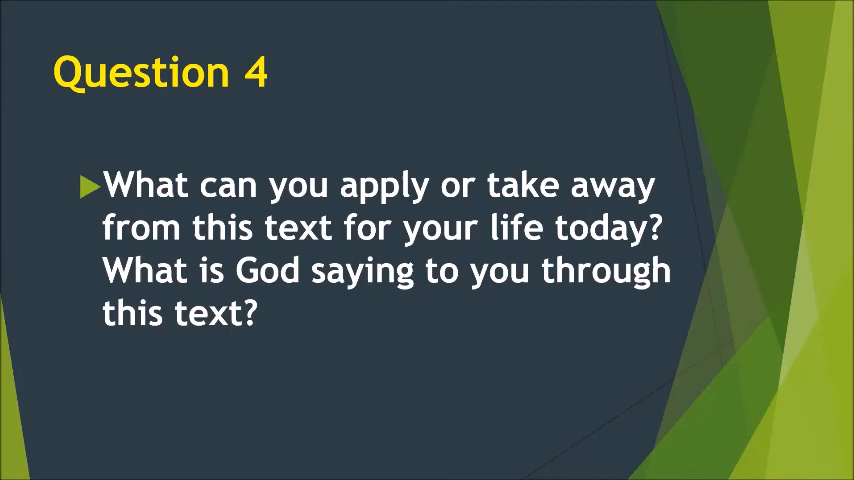 Question 4
What can you apply or take away
from this text for your life today?
What is God saying to you through
this text?